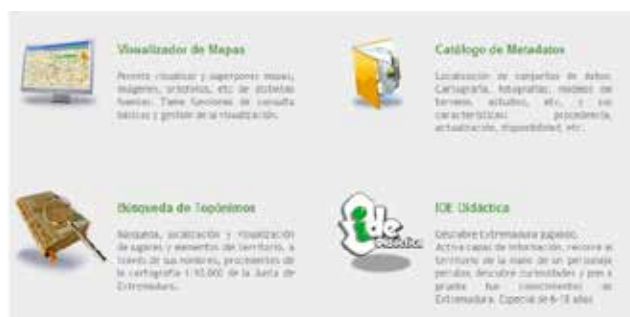 Visualizador de Mapas
Permite visualizar y superponer mapas,
imágenes, ortofotos, etc de distintas
fuentes. Tiene funciones de consulta
básicas y gestión de la visualización.
Catálogo de Metadatos
Localización de conjuntos de datos:
Cartografía, fotografías, modelos del
terreno, estudios, etc, y sus
características: procedencia,
actualización, disponibilidad, etc.
Búsqueda de Topónimos
Búsqueda, localización y visualización
de lugares y elementos del territorio, a
través de sus nombres, procedentes de
la cartografía 1:10.000 de la Junta de
Extremadura.
ide
DIDÁCTICA
IDE Didáctica
Descubre Extremadura jugando.
Activa capas de información, recorre el
territorio de la mano de un personaje
peculiar, descubre curiosidades y pon a
prueba tus conocimientos de
Extremadura. Especial de 6-18 años